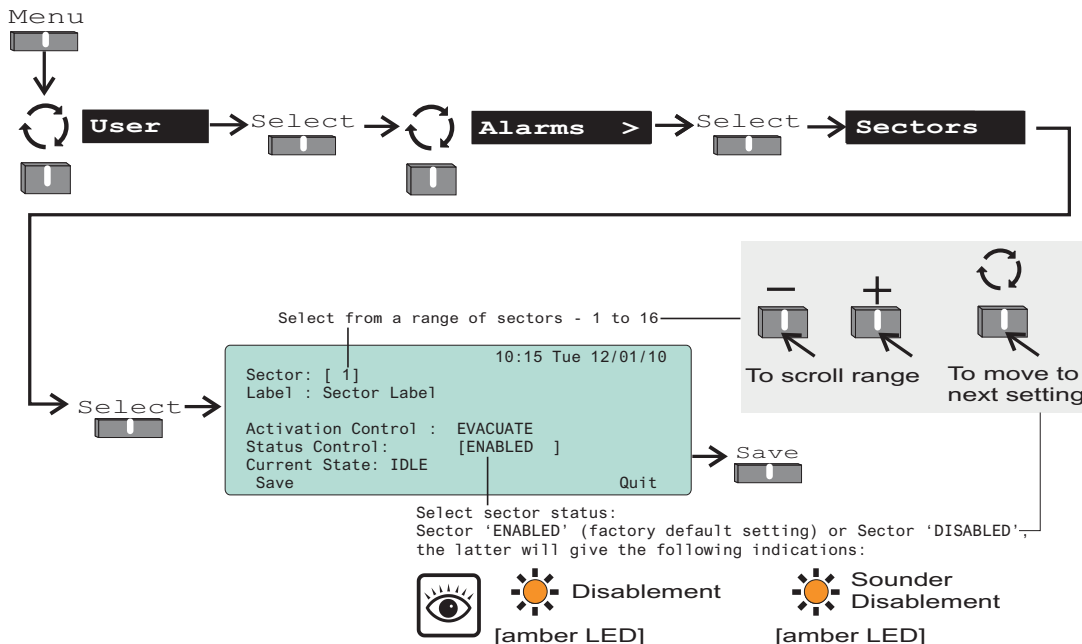 Menu
User
Select
Alarms >
Select
Sectors
Select from a range of sectors - 1 to 16
− +
To scroll range
To move to
next setting
Select
10:15 Tue 12/01/10
Sector: [ 1]
Label : Sector Label
Activation Control : EVACUATE
Status Control: [ENABLED ]
Current State: IDLE
Save Quit
Save
Select sector status:
Sector ‘ENABLED’ (factory default setting) or Sector ‘DISABLED’,
the latter will give the following indications:
Disablement
[amber LED]
Sounder
Disablement
[amber LED]